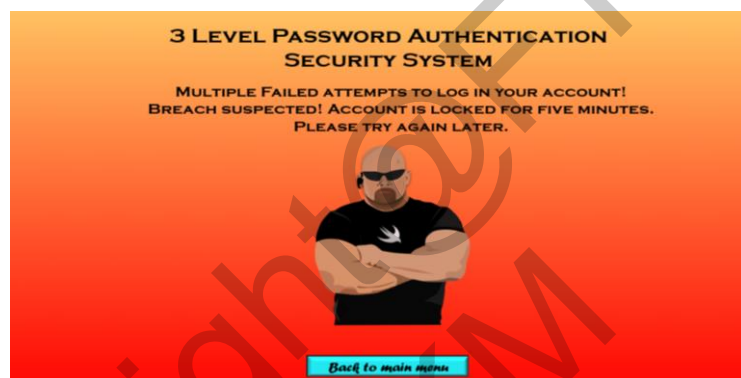 3 LEVEL PASSWORD AUTHENTICATION
SECURITY SYSTEM
MULTIPLE FAILED ATTEMPTS TO LOG IN YOUR ACCOUNT!
BREACH SUSPECTED! ACCOUNT IS LOCKED FOR FIVE MINUTES.
PLEASE TRY AGAIN LATER.
Back to main menu